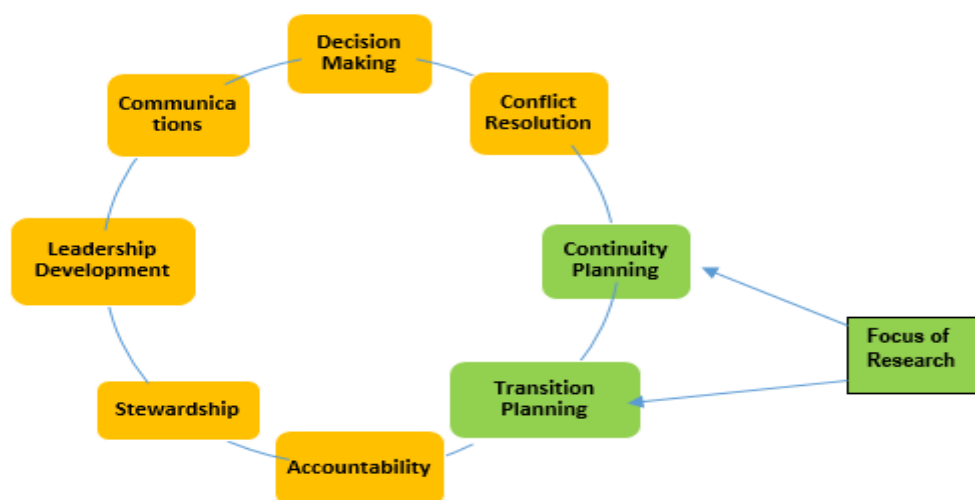 Decision
Making
Communica
tions
Conflict
Resolution
Leadership
Development
Continuity
Planning
Focus of
Research
Transition
Planning
Stewardship
Accountability